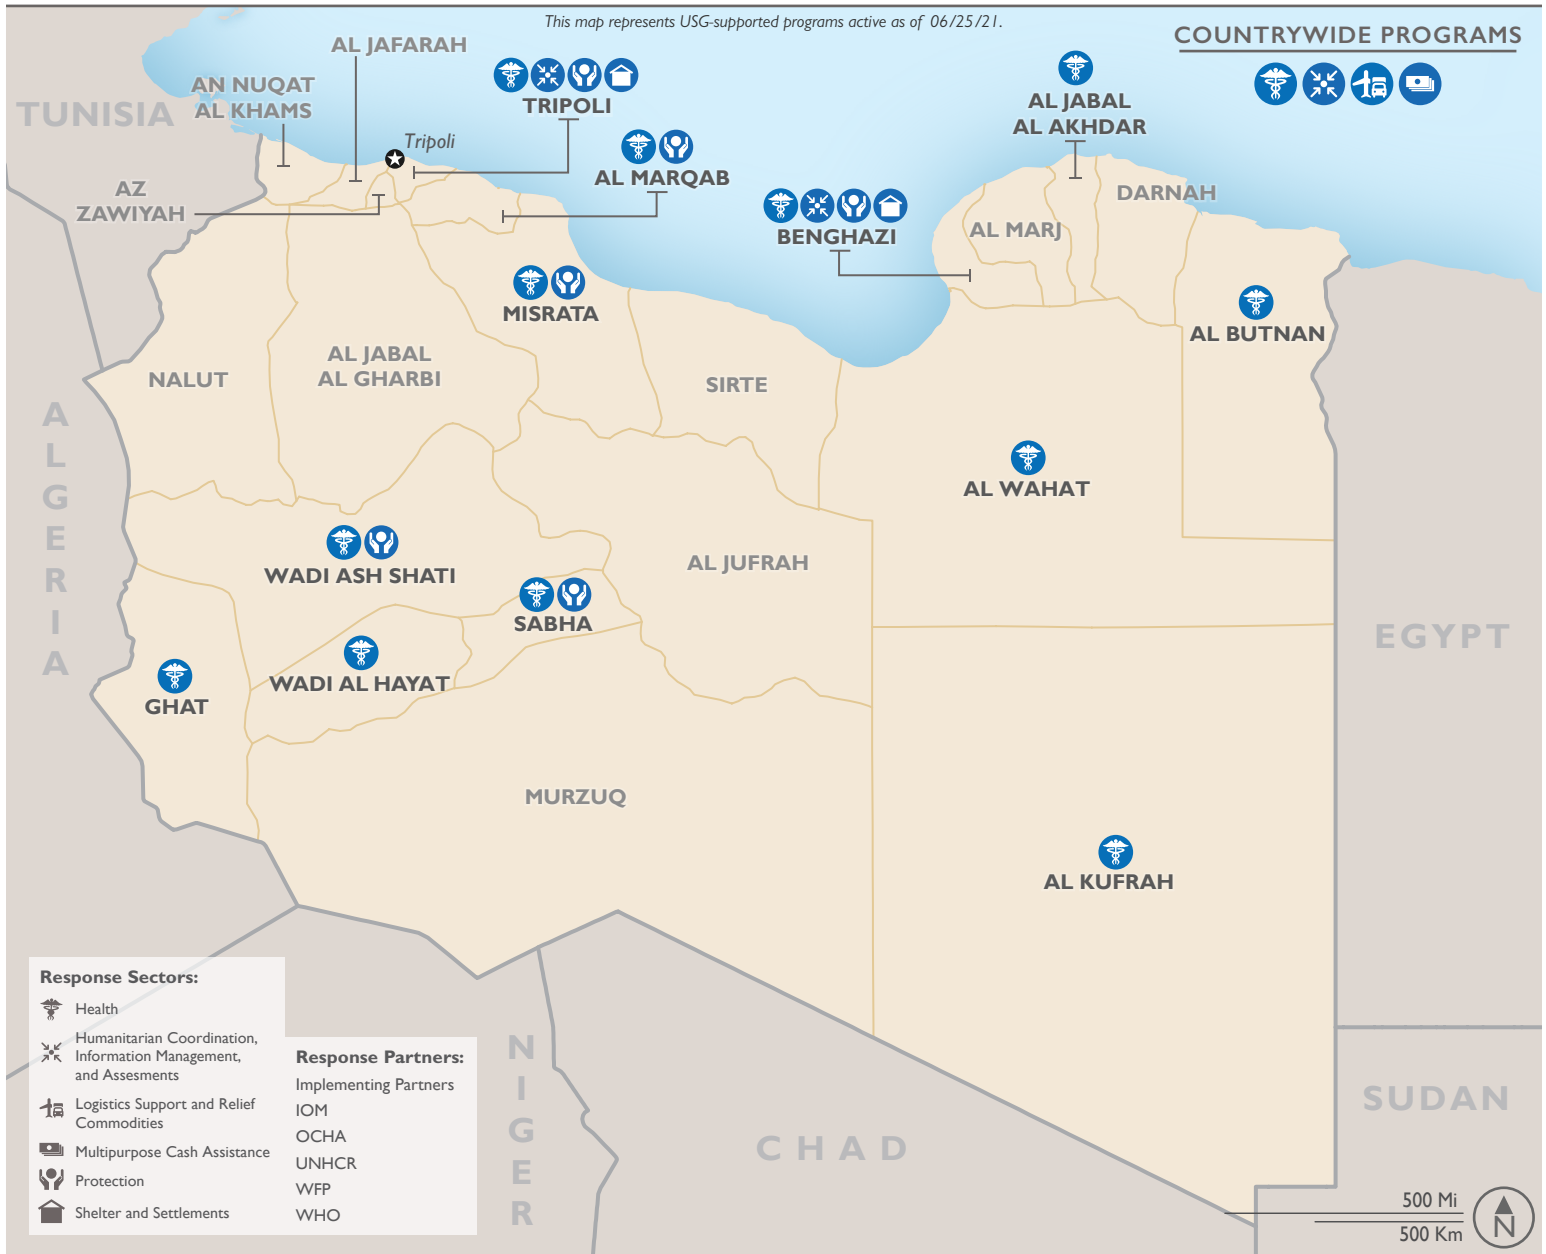 This map represents USG-supported programs active as of 06/25/21.
COUNTRYWIDE PROGRAMS
AL JAFARAH
AN NUQAT
AL KHAMS
TUNISIA
TRIPOLI
Tripoli
AL MARQAB
AL JABAL
AL AKHDAR
AZ
ZAWIYAH
DARNAH
BENGHAZI
AL MARJ
MISRATA
AL BUTNAN
NALUT
AL JABAL
AL GHARBI
SIRTE
ALGERIA
AL WAHAT
WADI ASH SHATI
AL JUFRAH
SABHA
EGYPT
GHAT
WADI AL HAYAT
MURZUQ
AL KUFRAH
Response Sectors:
Health
Humanitarian Coordination,
Information Management,
and Assesments
Logistics Support and Relief
Commodities
Multipurpose Cash Assistance
Protection
Shelter and Settlements
Response Partners:
Implementing Partners
IOM
OCHA
UNHCR
WFP
WHO
NIGER
CHAD
SUDAN
500 Mi
500 Km
N